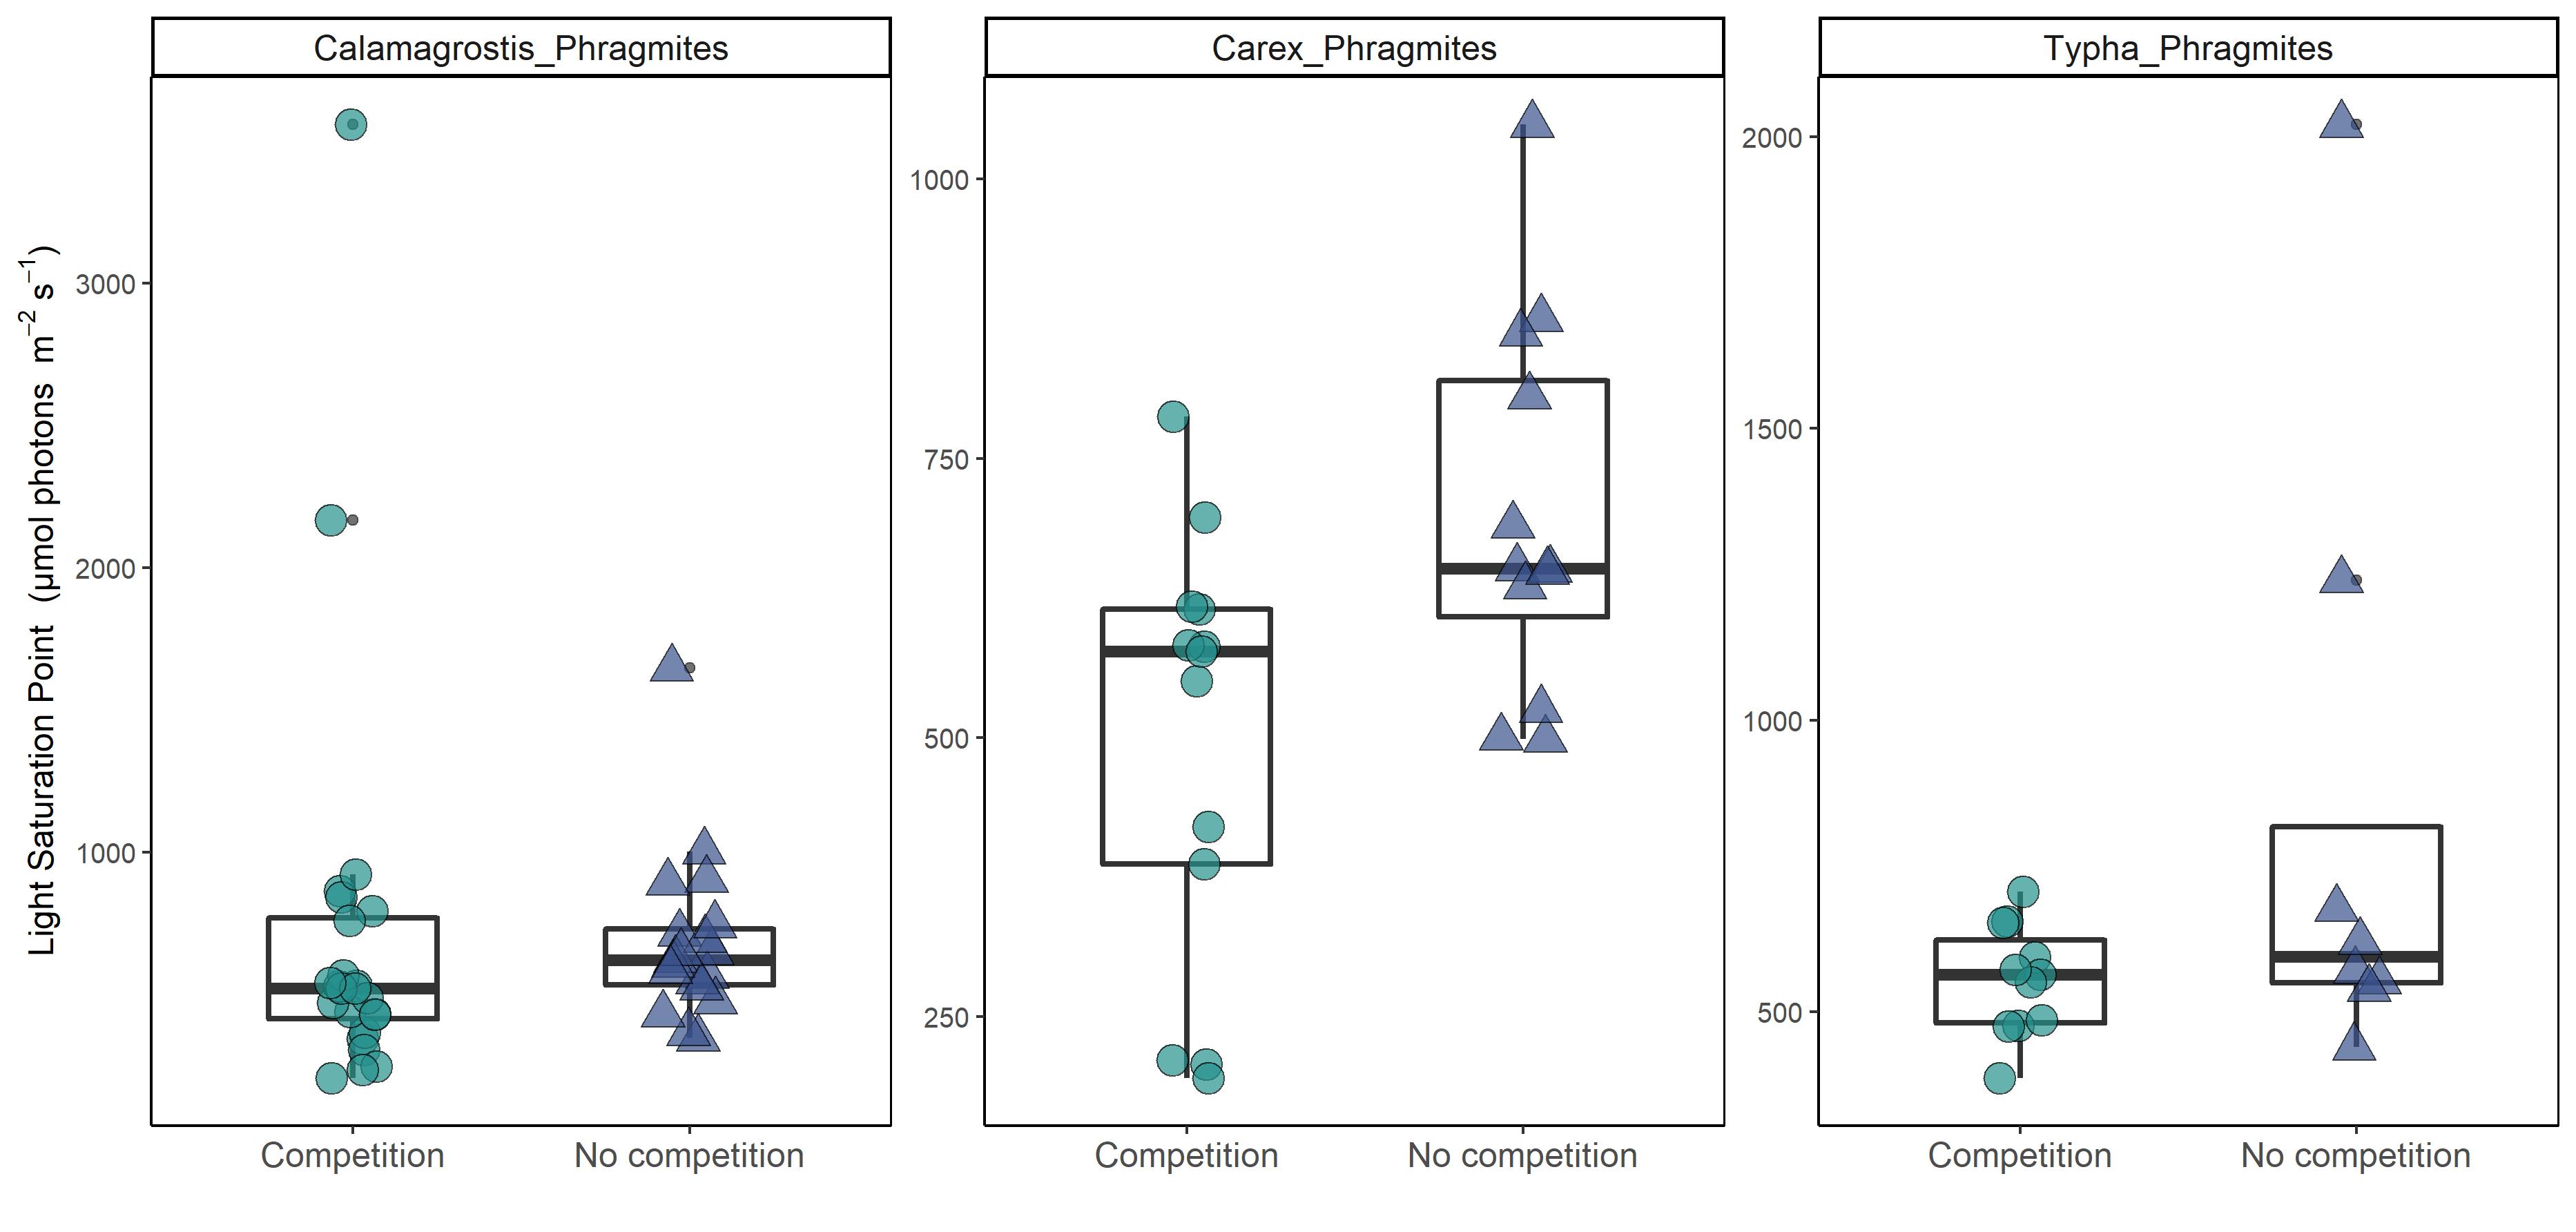 Calamagrostis_Phragmites
Carex_Phragmites
Typha_Phragmites
Light Saturation Point (μmol photons m⁻² s⁻¹)
3000
2000
1000
1000
750
500
250
2000
1500
1000
500
Competition
No competition
Competition
No competition
Competition
No competition